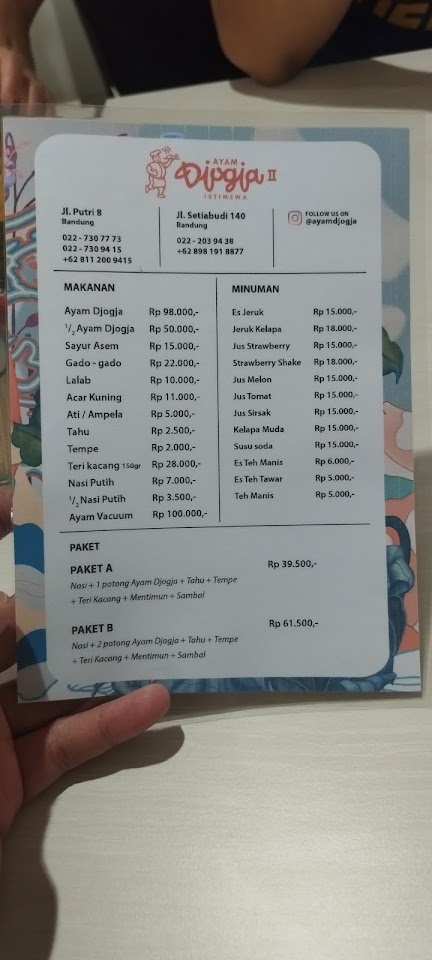 AYAM
Djogja II
ISTIMEWA
Jl. Putri 8
Bandung
022 - 730 77 73
022 - 730 94 15
+62 811 200 9415
Jl. Setiabudi 140
Bandung
022 - 203 94 38
+62 898 191 8877
FOLLOW US ON
@ayamdjogja
MAKANAN
Ayam Djogja Rp 98.000,-
1/2 Ayam Djogja Rp 50.000,-
Sayur Asem Rp 15.000,-
Gado - gado Rp 22.000,-
Lalab Rp 10.000,-
Acar Kuning Rp 11.000,-
Ati / Ampela Rp 5.000,-
Tahu Rp 2.500,-
Tempe Rp 2.000,-
Teri kacang 150gr Rp 28.000,-
Nasi Putih Rp 7.000,-
1/2 Nasi Putih Rp 3.500,-
Ayam Vacuum Rp 100.000,-
MINUMAN
Es Jeruk Rp 15.000,-
Jeruk Kelapa Rp 18.000,-
Jus Strawberry Rp 15.000,-
Strawberry Shake Rp 18.000,-
Jus Melon Rp 15.000,-
Jus Tomat Rp 15.000,-
Jus Sirsak Rp 15.000,-
Kelapa Muda Rp 15.000,-
Susu soda Rp 15.000,-
Es Teh Manis Rp 6.000,-
Es Teh Tawar Rp 5.000,-
Teh Manis Rp 5.000,-
PAKET
PAKET A Rp 39.500,-
Nasi + 1 potong Ayam Djogja + Tahu + Tempe
+ Teri Kacang + Mentimun + Sambal
PAKET B Rp 61.500,-
Nasi + 2 potong Ayam Djogja + Tahu + Tempe
+ Teri Kacang + Mentimun + Sambal